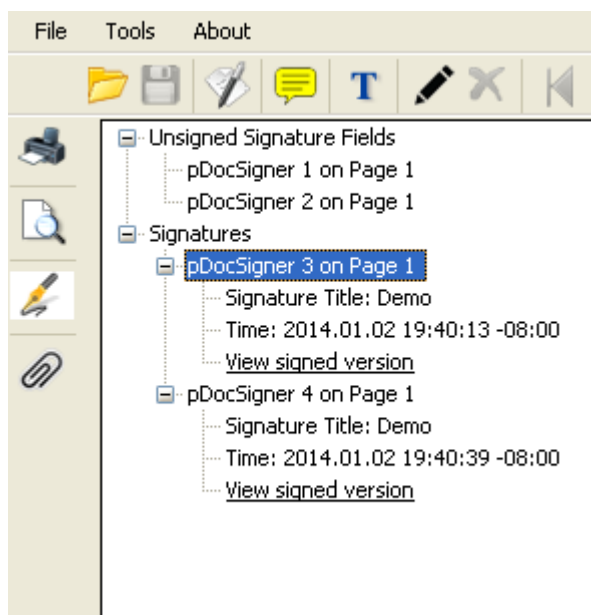 File Tools About
T
Unsigned Signature Fields
pDocSigner 1 on Page 1
pDocSigner 2 on Page 1
Signatures
pDocSigner 3 on Page 1
Signature Title: Demo
Time: 2014.01.02 19:40:13 -08:00
View signed version
pDocSigner 4 on Page 1
Signature Title: Demo
Time: 2014.01.02 19:40:39 -08:00
View signed version